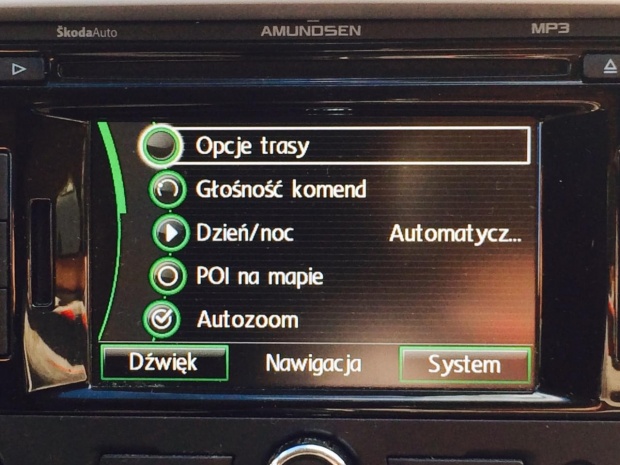 ŠkodaAuto AMUNDSEN MP3
Opcje trasy
Głośność komend
Dzień/noc Automatycz...
POI na mapie
Autozoom
Dźwięk Nawigacja System